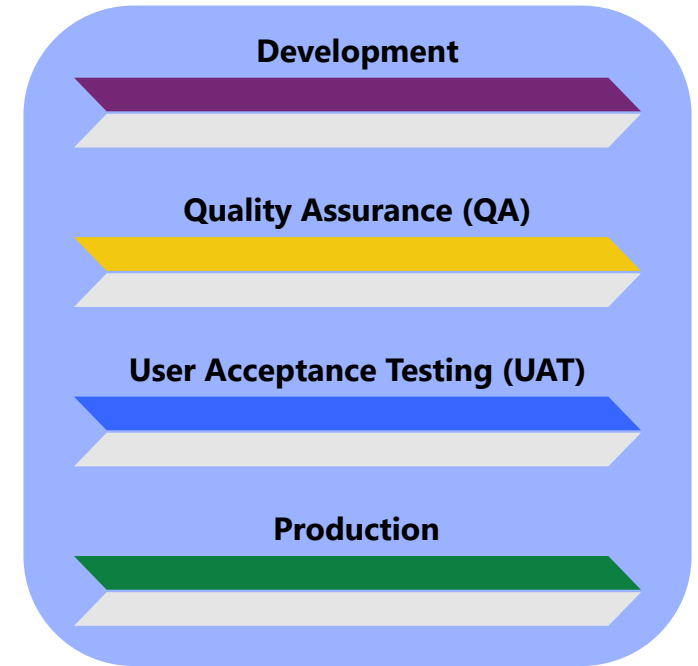 Development
Quality Assurance (QA)
User Acceptance Testing (UAT)
Production